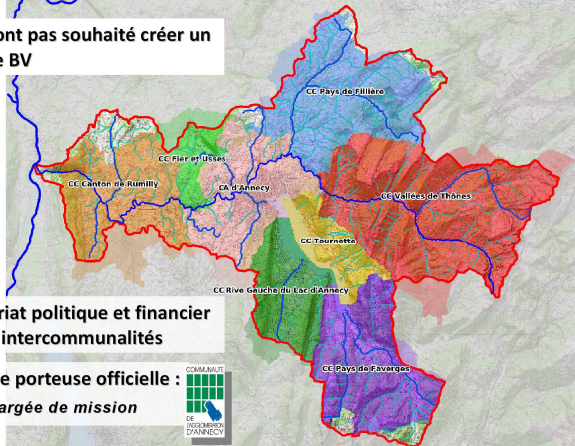 ont pas souhaité créer un
e BV
CC Pays de Fillière
CC Fier et Usses
CC Canton de Rumilly
CA d'Annecy
CC Vallées de Thônes
CC Tournette
CC Rive Gauche du Lac d'Annecy
riat politique et financier
intercommunalités
CC Pays de Faverges
e porteuse officielle :
argée de mission
COMMUNAUTE
DE
L'AGGLOMERATION
D'ANNECY